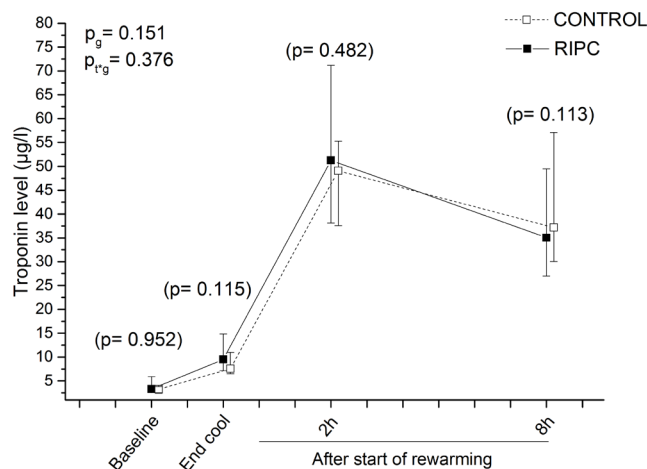 80
75
70
65
60
55
50
45
40
35
30
25
20
15
10
5
Troponin level (µg/l)
p_g= 0.151
p_t*g= 0.376
CONTROL
RIPC
(p= 0.482)
(p= 0.113)
(p= 0.115)
(p= 0.952)
Baseline
End cool
2h
8h
After start of rewarming